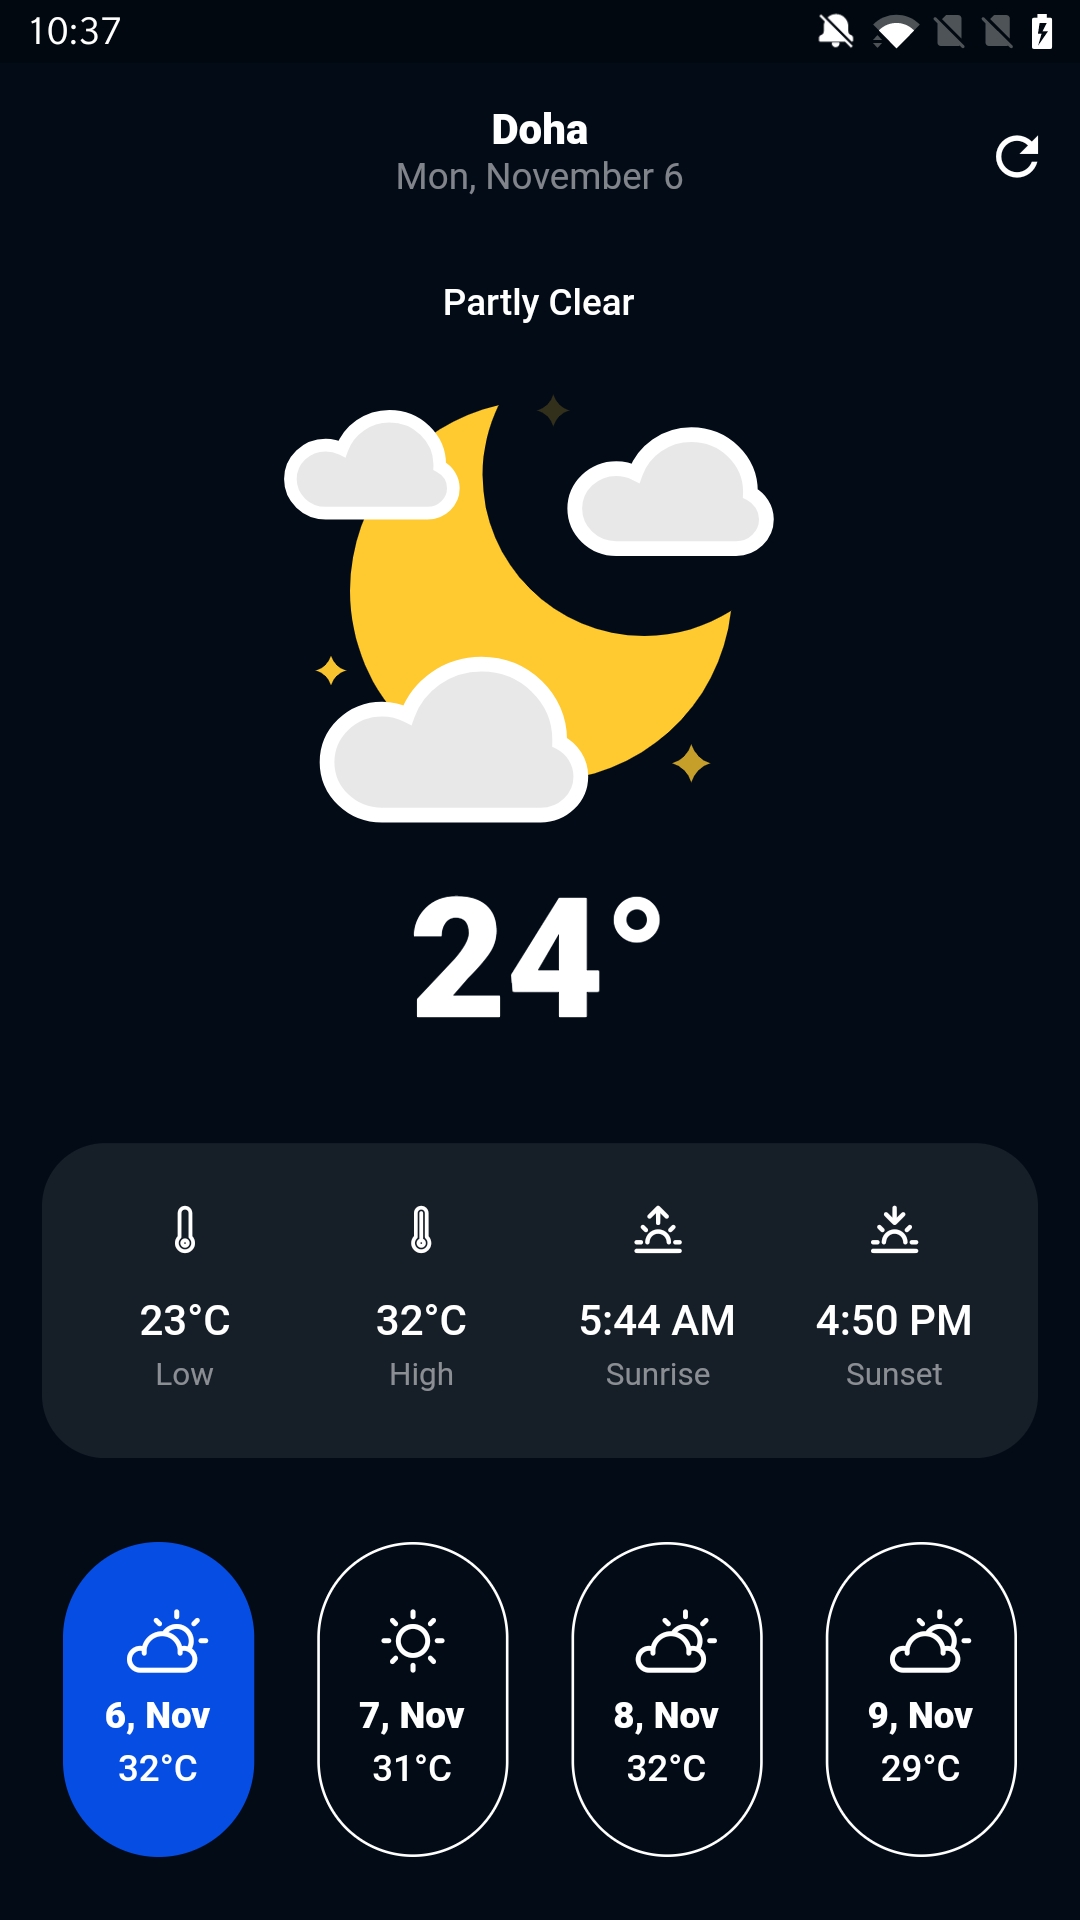 10:37
Doha
Mon, November 6
Partly Clear
24°
23°C 32°C 5:44 AM 4:50 PM
Low High Sunrise Sunset
6, Nov 7, Nov 8, Nov 9, Nov
32°C 31°C 32°C 29°C